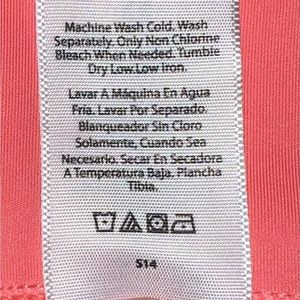 Machine Wash Cold. Wash
Separately. Only Non Chlorine
Bleach When Needed. Tumble
Dry Low. Low Iron.
Lavar A Máquina En Agua
Fria. Lavar Por Separado.
Blanqueador Sin Cloro
Solamente, Cuando Sea
Necesario. Secar En Secadora
A Temperatura Baja. Plancha
Tibia.
S14